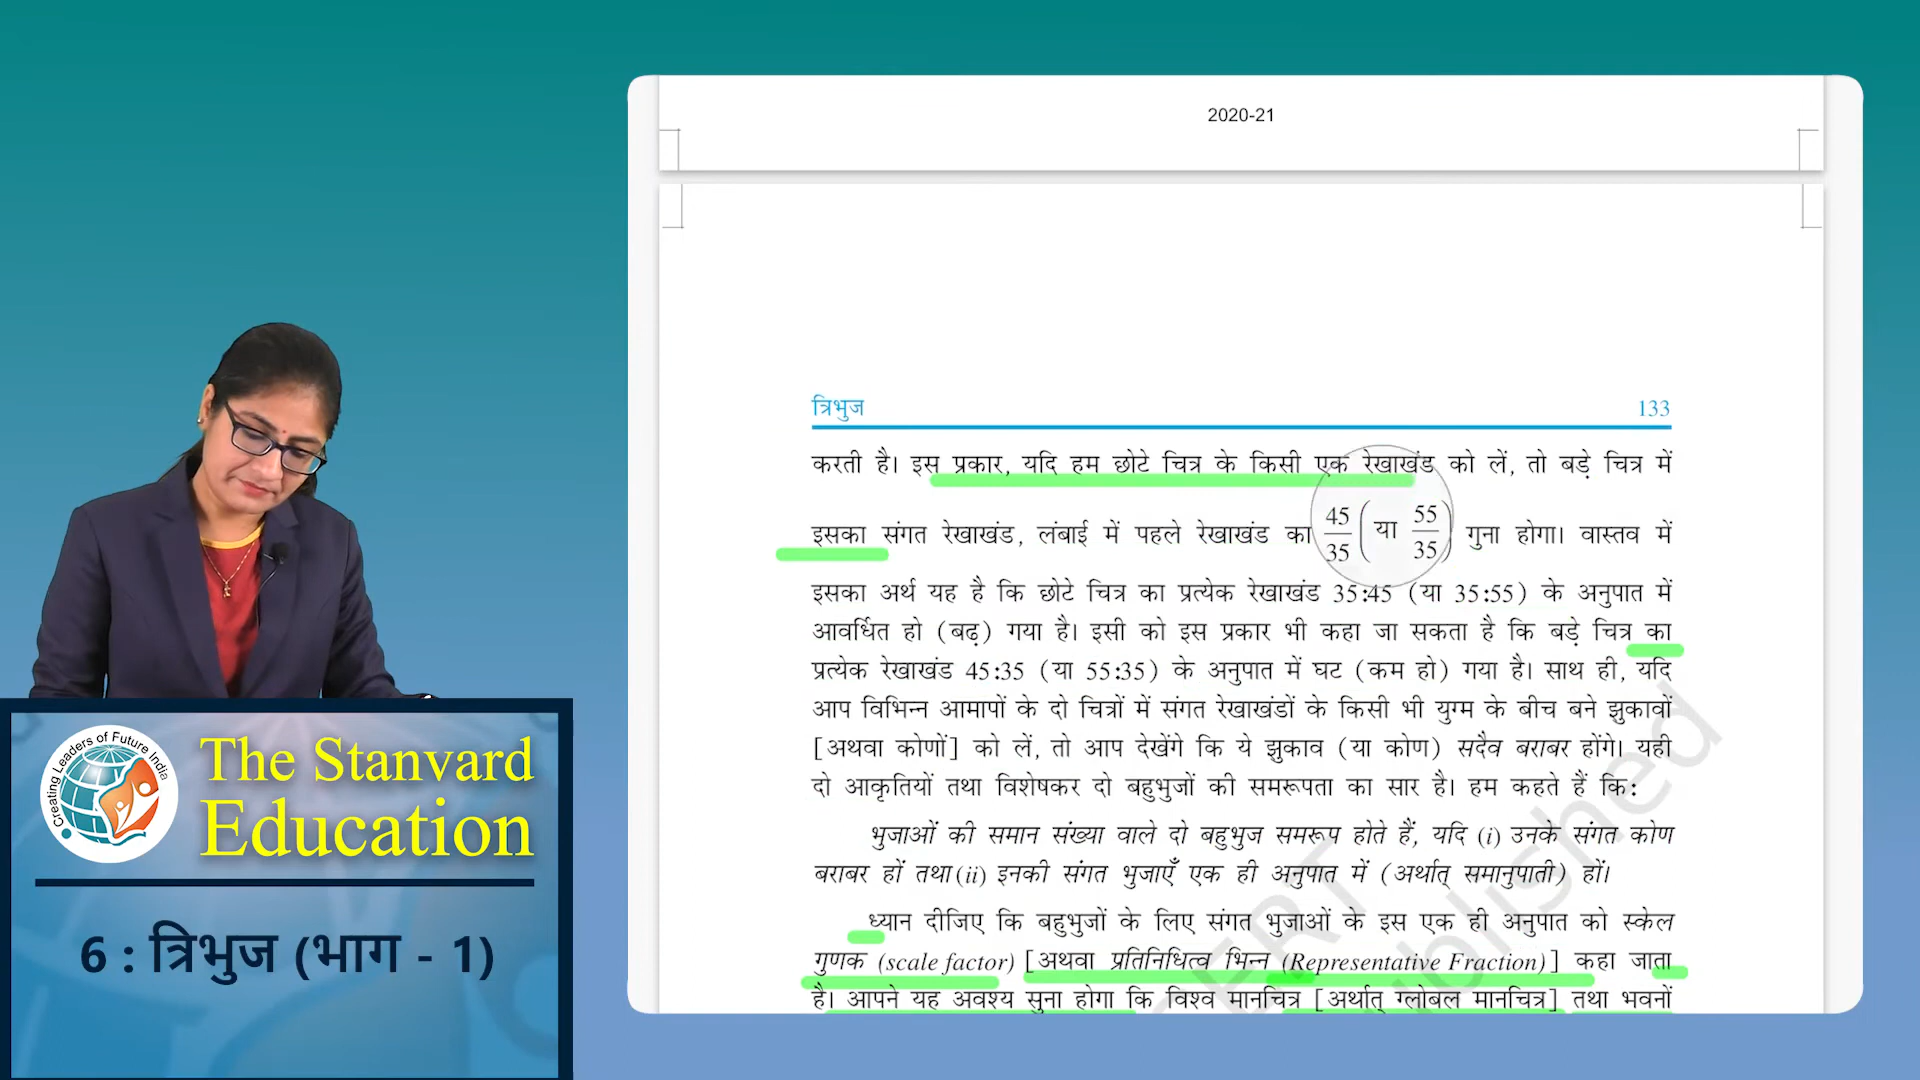 2020-21
त्रिभुज 133
करती है। इस प्रकार, यदि हम छोटे चित्र के किसी एक रेखाखंड को लें, तो बड़े चित्र में
इसका संगत रेखाखंड, लंबाई में पहले रेखाखंड का 45/35 (या 55/35) गुना होगा। वास्तव में
इसका अर्थ यह है कि छोटे चित्र का प्रत्येक रेखाखंड 35:45 (या 35:55) के अनुपात में
आवर्धित हो (बढ़) गया है। इसी को इस प्रकार भी कहा जा सकता है कि बड़े चित्र का
प्रत्येक रेखाखंड 45:35 (या 55:35) के अनुपात में घट (कम हो) गया है। साथ ही, यदि
आप विभिन्न आमापों के दो चित्रों में संगत रेखाखंडों के किसी भी युग्म के बीच बने झुकावों
[अथवा कोणों] को लें, तो आप देखेंगे कि ये झुकाव (या कोण) सदैव बराबर होंगे। यही
दो आकृतियों तथा विशेषकर दो बहुभुजों की समरूपता का सार है। हम कहते हैं कि:
भुजाओं की समान संख्या वाले दो बहुभुज समरूप होते हैं, यदि (i) उनके संगत कोण
बराबर हों तथा (ii) इनकी संगत भुजाएँ एक ही अनुपात में (अर्थात् समानुपाती) हों।
ध्यान दीजिए कि बहुभुजों के लिए संगत भुजाओं के इस एक ही अनुपात को स्केल
गुणक (scale factor) [अथवा प्रतिनिधित्व भिन्न (Representative Fraction)] कहा जाता
है। आपने यह अवश्य सुना होगा कि विश्व मानचित्र [अर्थात् ग्लोबल मानचित्र] तथा भवनों
Creating Leaders of Future India
The Stanvard
Education
6 : त्रिभुज (भाग - 1)